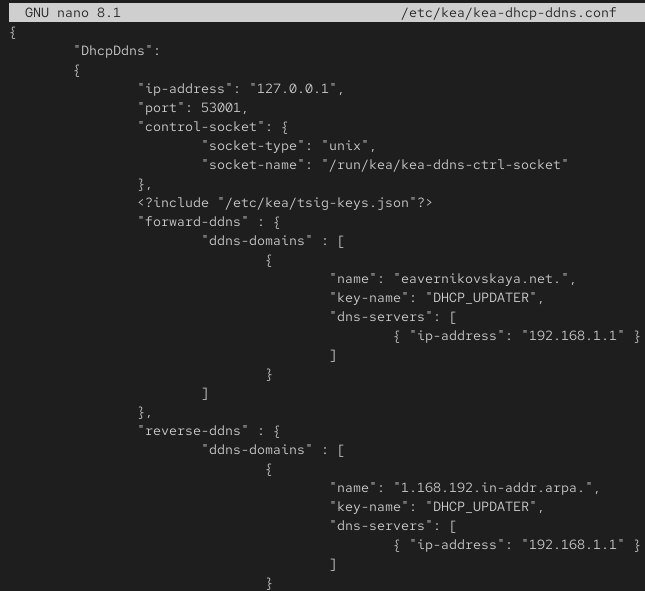 GNU nano 8.1 /etc/kea/kea-dhcp-ddns.conf
{
"DhcpDdns":
{
"ip-address": "127.0.0.1",
"port": 53001,
"control-socket": {
"socket-type": "unix",
"socket-name": "/run/kea/kea-ddns-ctrl-socket"
},
<?include "/etc/kea/tsig-keys.json"?>
"forward-ddns" : {
"ddns-domains" : [
{
"name": "eavernikovskaya.net.",
"key-name": "DHCP_UPDATER",
"dns-servers": [
{ "ip-address": "192.168.1.1" }
]
}
]
},
"reverse-ddns" : {
"ddns-domains" : [
{
"name": "1.168.192.in-addr.arpa.",
"key-name": "DHCP_UPDATER",
"dns-servers": [
{ "ip-address": "192.168.1.1" }
]
}